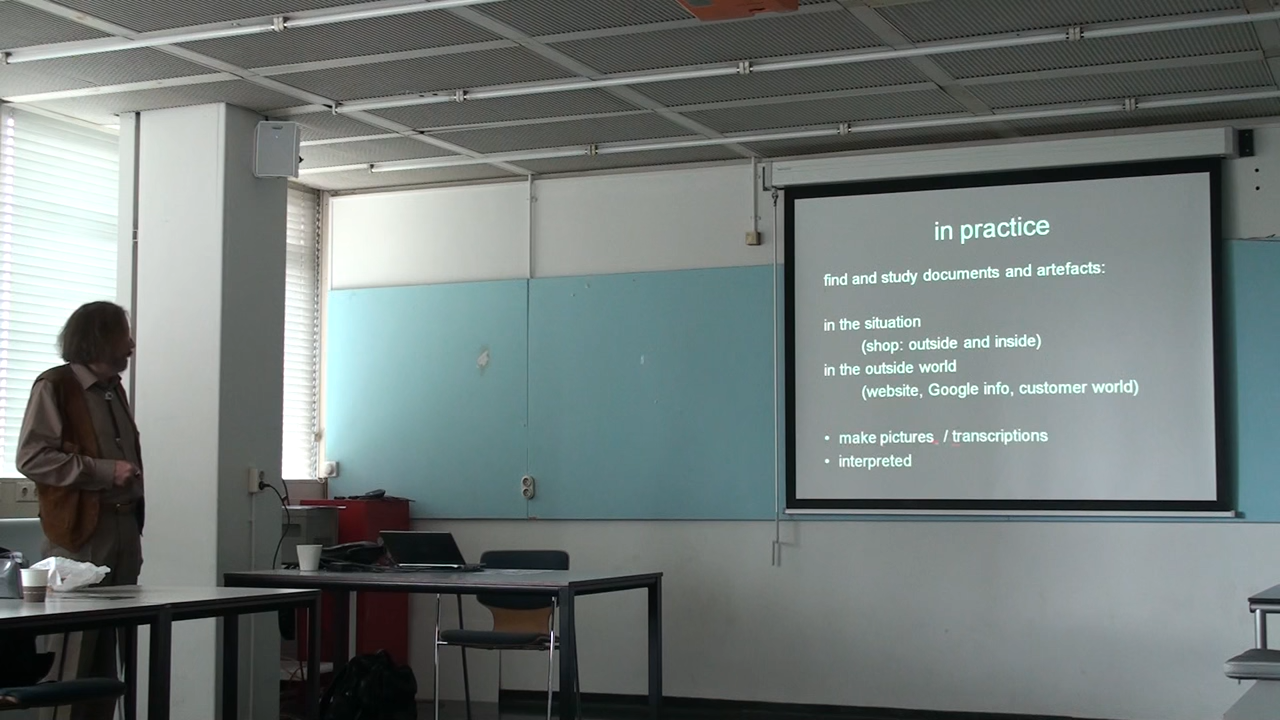 in practice
find and study documents and artefacts:
in the situation
(shop: outside and inside)
in the outside world
(website, Google info, customer world)
• make pictures / transcriptions
• interpreted